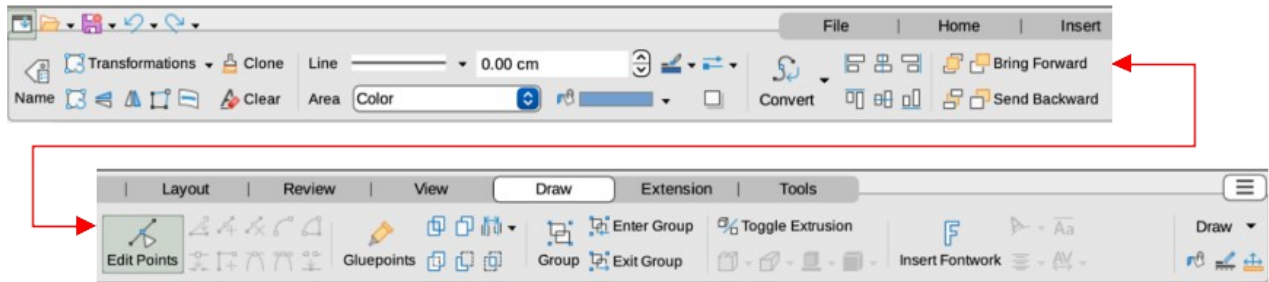 File | Home | Insert
Transformations Clone Line 0.00 cm Bring Forward
Name Clear Area Color Convert Send Backward
| Layout | Review | View Draw Extension | Tools
Enter Group Toggle Extrusion Draw
Edit Points Gluepoints Group Exit Group Insert Fontwork